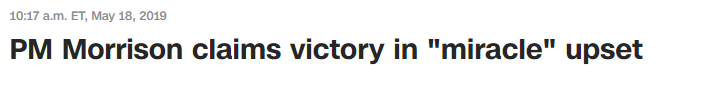 10:17 a.m. ET, May 18, 2019
PM Morrison claims victory in "miracle" upset